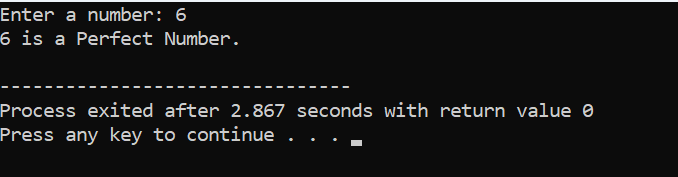 Enter a number: 6
6 is a Perfect Number.
--------------------------------
Process exited after 2.867 seconds with return value 0
Press any key to continue . . .